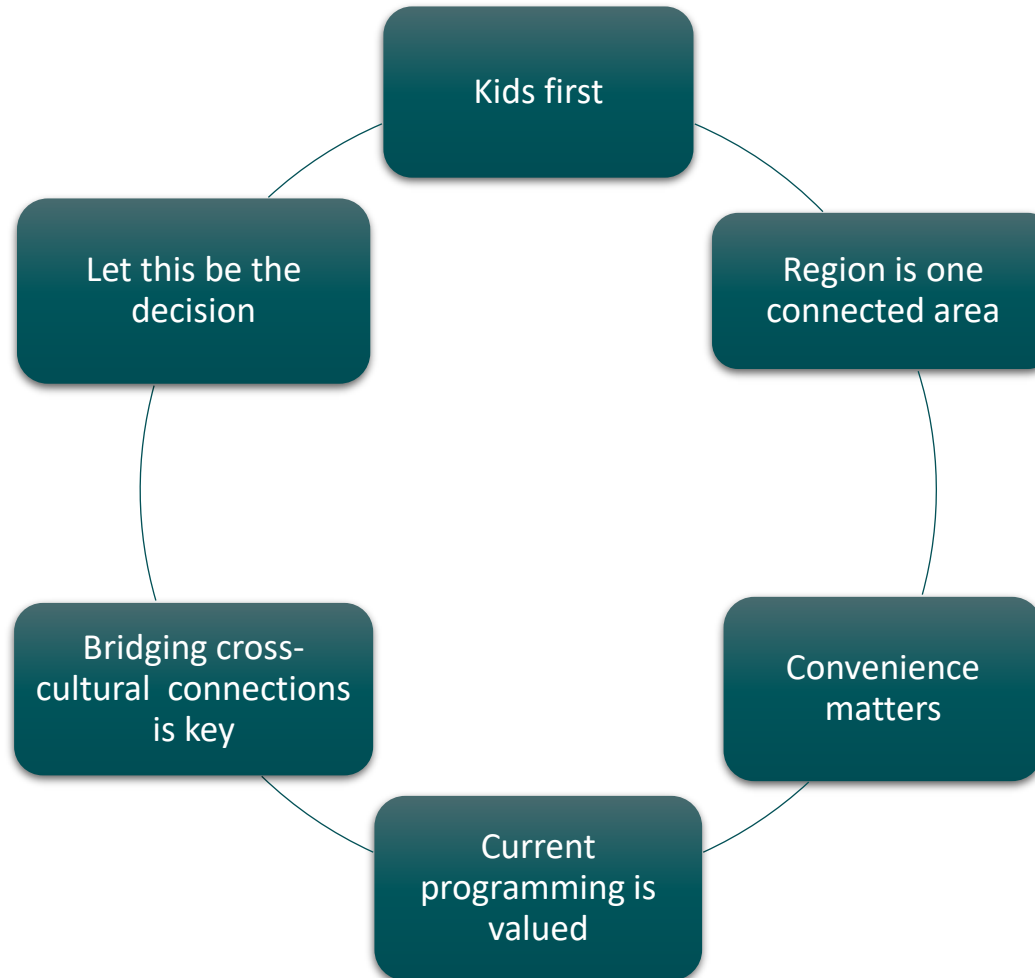 Kids first
Region is one
connected area
Convenience
matters
Current
programming is
valued
Bridging cross-
cultural  connections
is key
Let this be the
decision